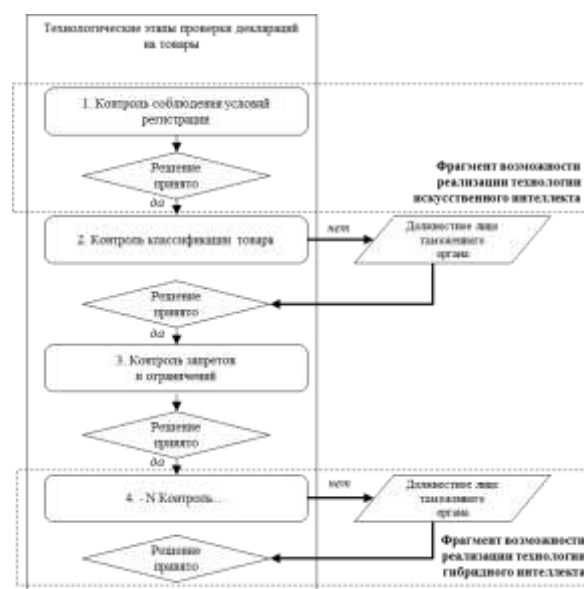 Технологические этапы проверки деклараций
на товары
1. Контроль соблюдения условий
регистрации
Решение
принято
Фрагмент возможности
реализации технологии
искусственного интеллекта
да
2. Контроль классификации товара
нет
Должностное лицо
таможенного
органа
Решение
принято
да
3. Контроль запретов
и ограничений
Решение
принято
да
4. - N Контроль...
нет
Должностное лицо
таможенного
органа
Решение
принято
Фрагмент возможности
реализации технологии
гибридного интеллекта